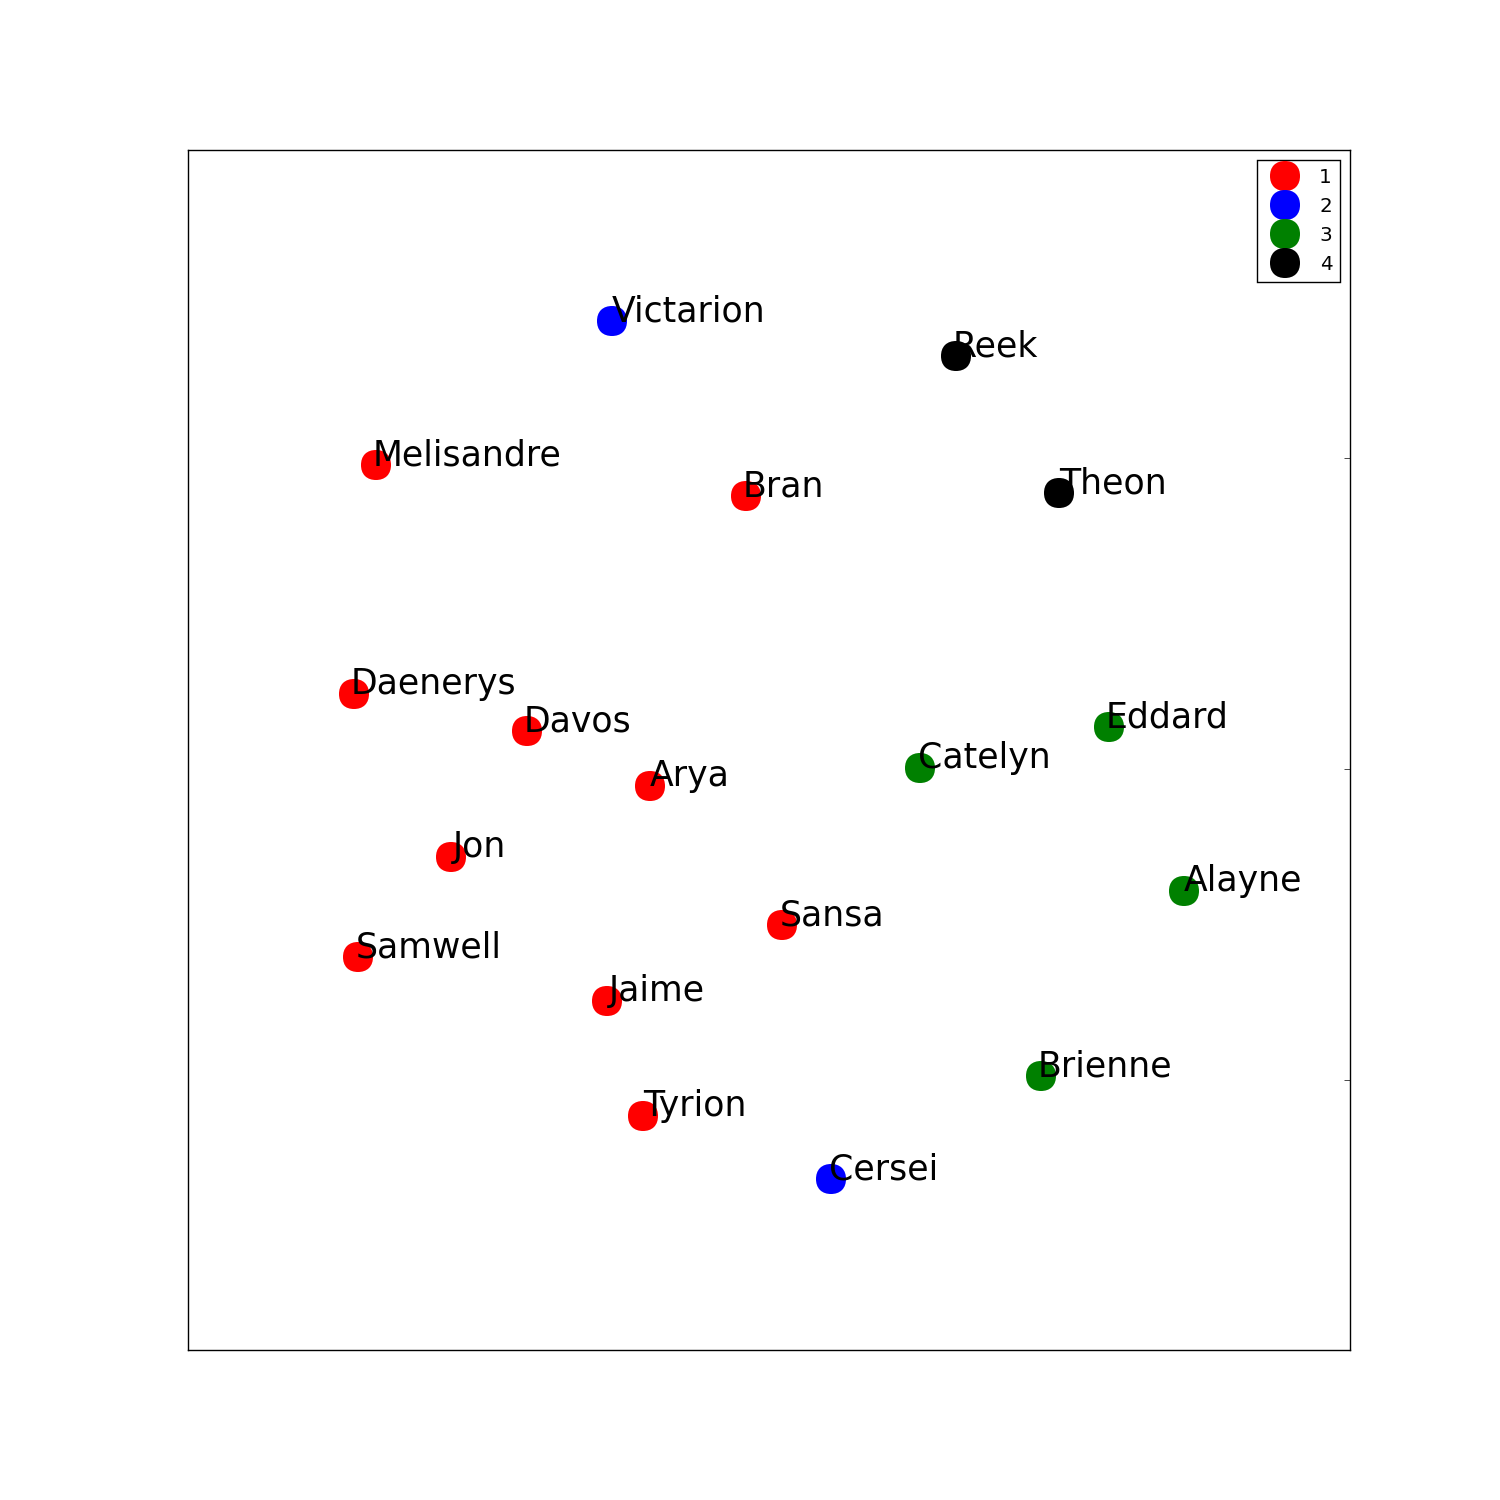 1
2
3
4
Victarion
Reek
Melisandre
Theon
Bran
Daenerys
Eddard
Davos
Catelyn
Arya
Jon
Alayne
Sansa
Samwell
Jaime
Brienne
Tyrion
Cersei